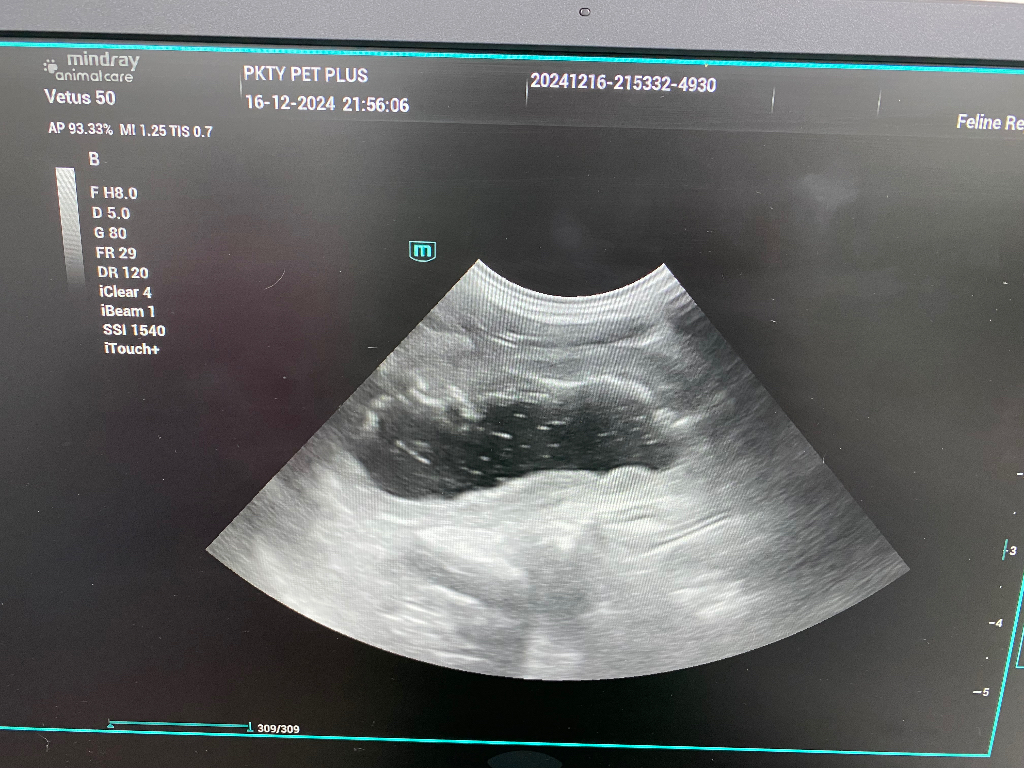 mindray
animalcare
Vetus 50
PKTY PET PLUS
16-12-2024 21:56:06
20241216-215332-4930
Feline Re
AP 93.33% MI 1.25 TIS 0.7
B
F H8.0
D 5.0
G 80
FR 29
DR 120
iClear 4
iBeam 1
SSI 1540
iTouch+
m
3
4
5
309/309